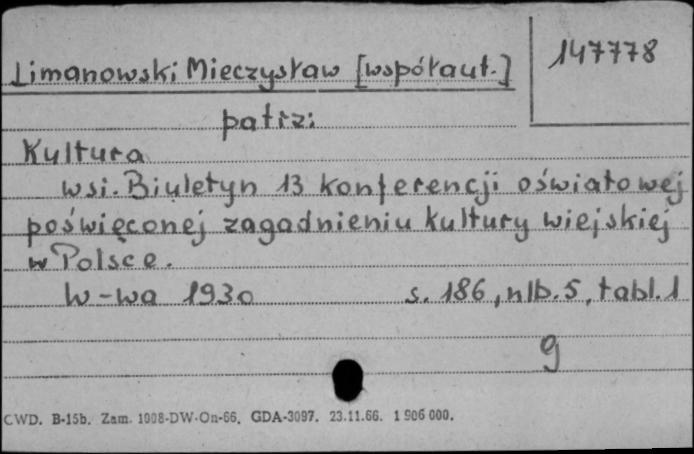 147778
Limanowski Mieczysław [współaut.]
patrz:
Kultura
wsi. Biuletyn 13 konferencji oświatowej
poświęconej zagadnieniu kultury wiejskiej
w Polsce.
W-wa 1930 s. 186, nlb. 5, tabl. 1
g
CWD. B-15b. Zam. 1908-DW-On-66. GDA-3097. 23.11.66. 1 906 000.